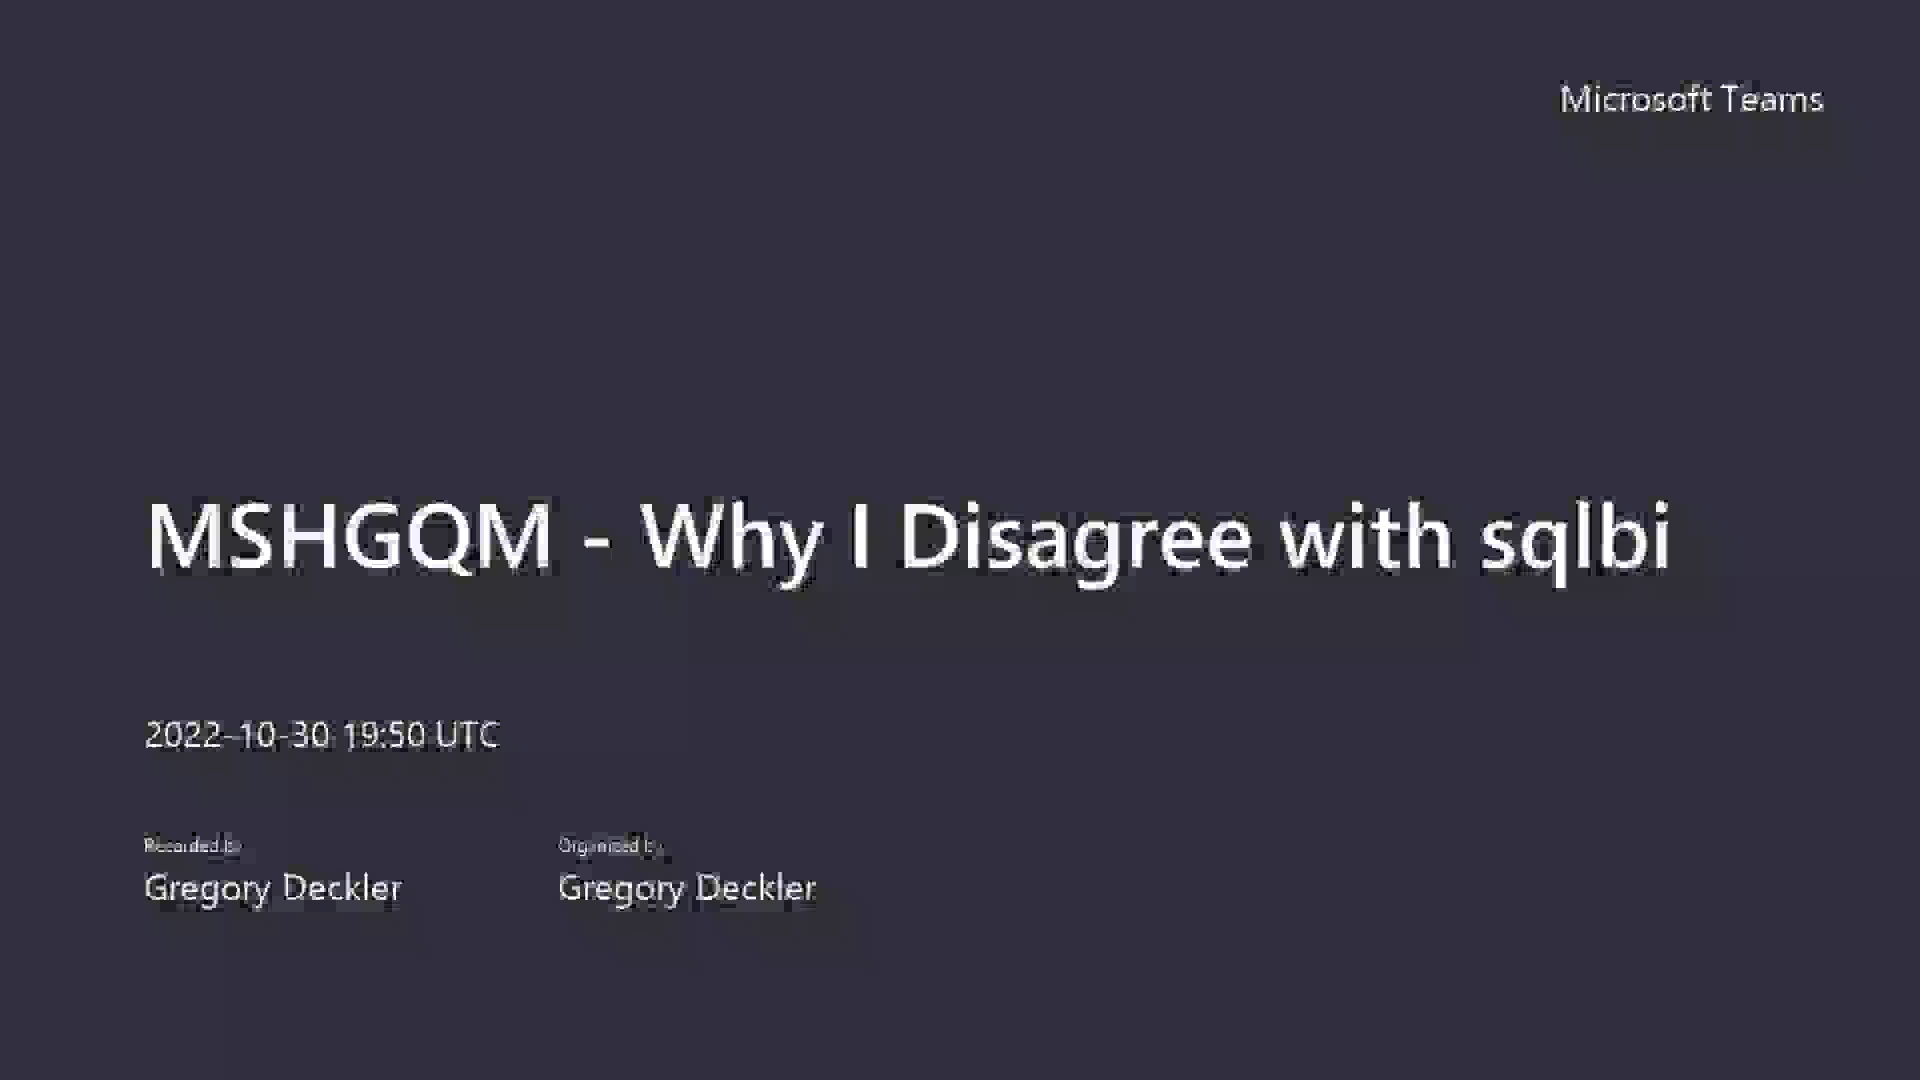 Microsoft Teams
MSHGQM - Why I Disagree with sqlbi
2022-10-30 19:50 UTC
Recorded by Organized by
Gregory Deckler Gregory Deckler